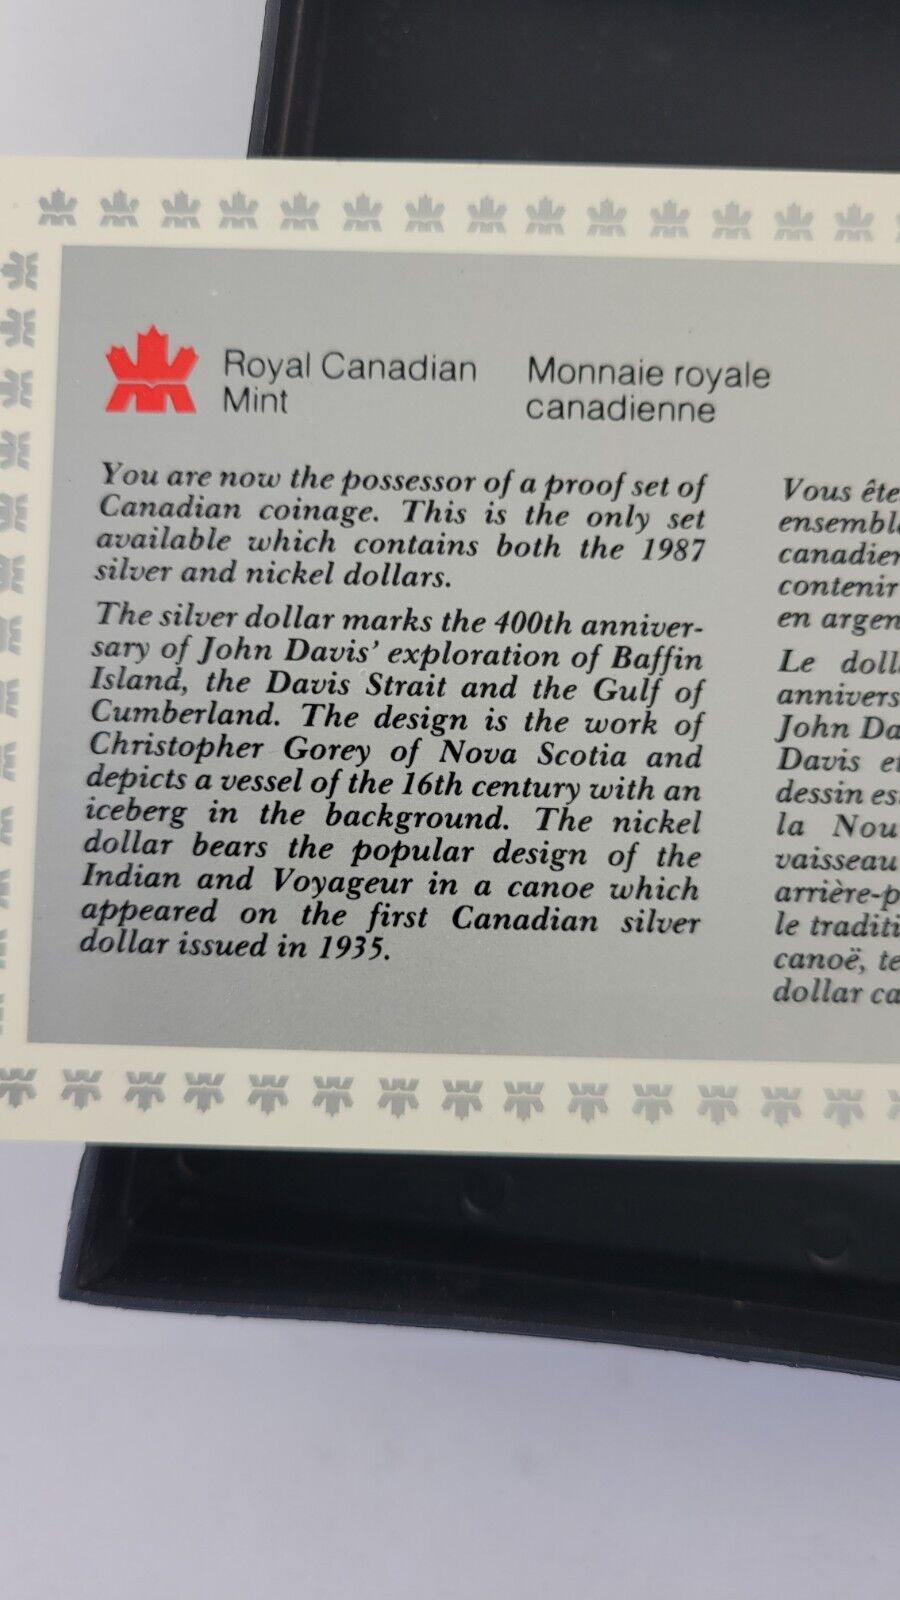 Royal Canadian
Mint
Monnaie royale
canadienne
You are now the possessor of a proof set of
Canadian coinage. This is the only set
available which contains both the 1987
silver and nickel dollars.
The silver dollar marks the 400th anniver-
sary of John Davis' exploration of Baffin
Island, the Davis Strait and the Gulf of
Cumberland. The design is the work of
Christopher Gorey of Nova Scotia and
depicts a vessel of the 16th century with an
iceberg in the background. The nickel
dollar bears the popular design of the
Indian and Voyageur in a canoe which
appeared on the first Canadian silver
dollar issued in 1935.
Vous ête
ensembl
canadien
contenir
en argen
Le doll
annivers
John Da
Davis et
dessin es
la Nou
vaisseau
arrière-p
le traditi
canoë, te
dollar ca